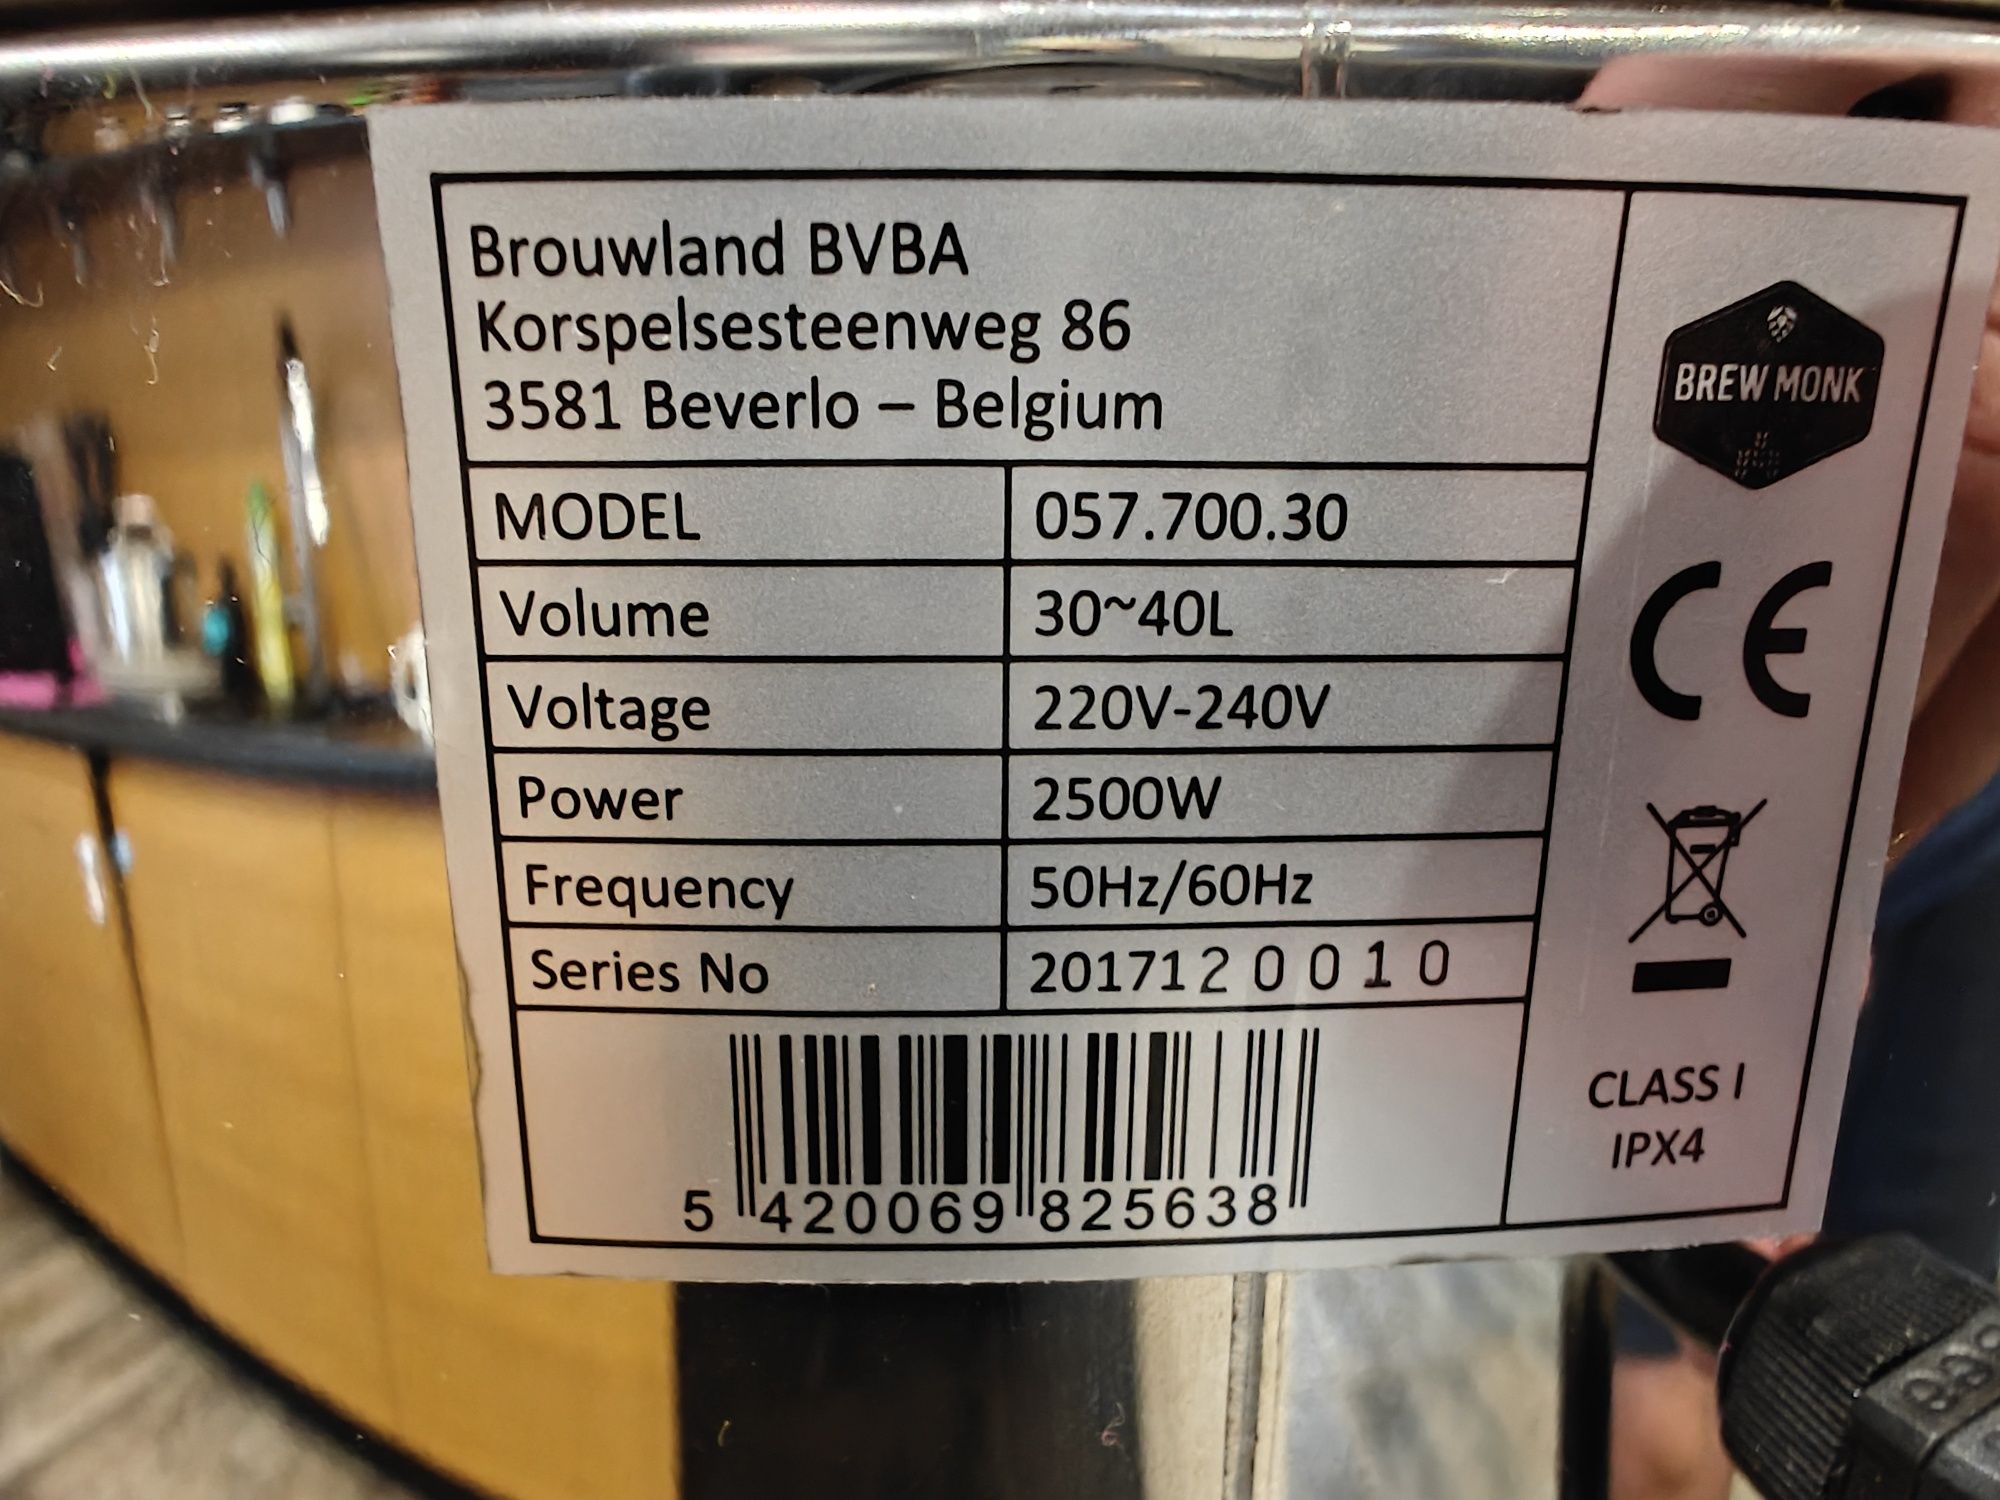 Brouwland BVBA
Korspelsesteenweg 86
3581 Beverlo – Belgium
BREW MONK
MODEL 057.700.30
Volume 30~40L
Voltage 220V-240V
Power 2500W
Frequency 50Hz/60Hz
Series No 2017120010
CE
CLASS I
IPX4
5 420069 825638